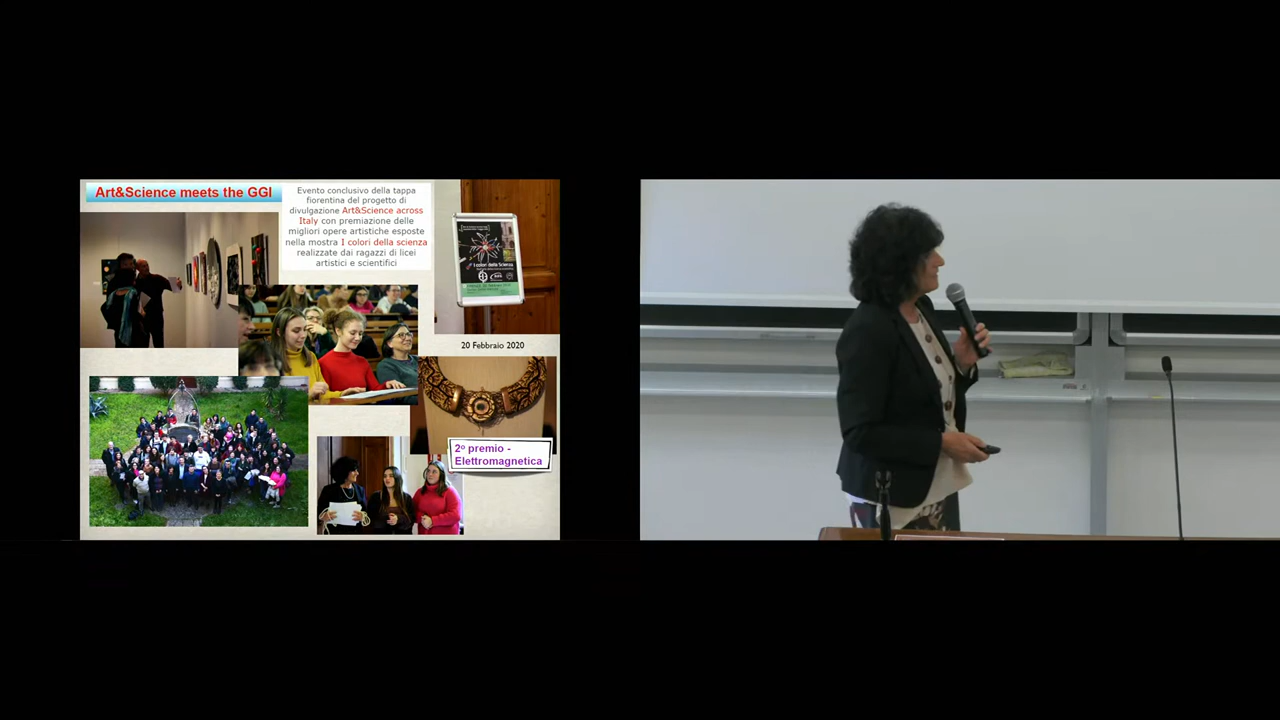 Art&Science meets the GGI
Evento conclusivo della tappa
fiorentina del progetto di
divulgazione Art&Science across
Italy con premiazione delle
migliori opere artistiche esposte
nella mostra I colori della scienza
realizzate dai ragazzi di licei
artistici e scientifici
I colori della Scienza
20 Febbraio 2020
2º premio -
Elettromagnetica